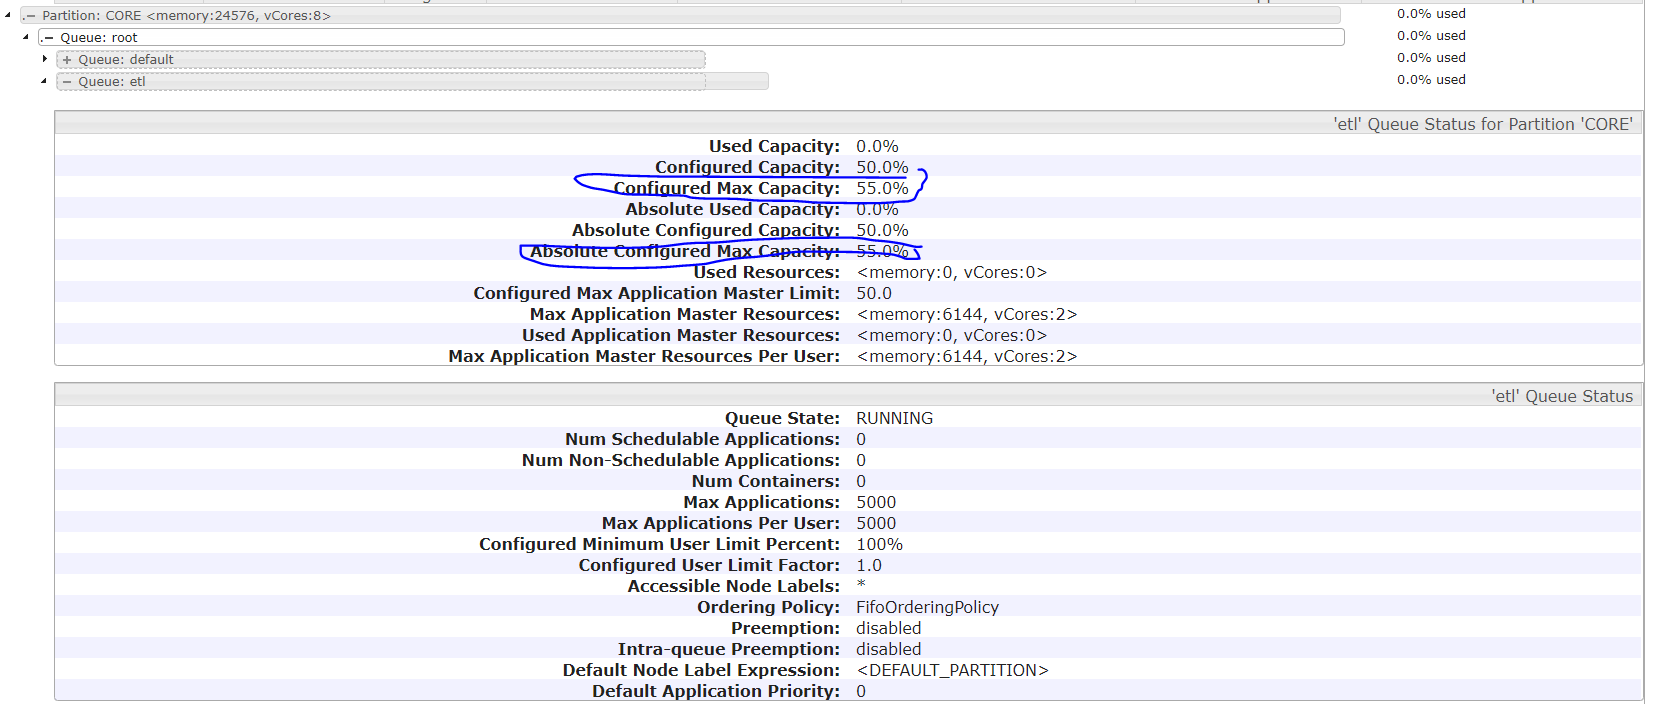 Partition: CORE <memory:24576, vCores:8> 0.0% used
Queue: root 0.0% used
+ Queue: default 0.0% used
Queue: etl 0.0% used
'etl' Queue Status for Partition 'CORE'
Used Capacity: 0.0%
Configured Capacity: 50.0%
Configured Max Capacity: 55.0%
Absolute Used Capacity: 0.0%
Absolute Configured Capacity: 50.0%
Absolute Configured Max Capacity: 55.0%
Used Resources: <memory:0, vCores:0>
Configured Max Application Master Limit: 50.0
Max Application Master Resources: <memory:6144, vCores:2>
Used Application Master Resources: <memory:0, vCores:0>
Max Application Master Resources Per User: <memory:6144, vCores:2>
'etl' Queue Status
Queue State: RUNNING
Num Schedulable Applications: 0
Num Non-Schedulable Applications: 0
Num Containers: 0
Max Applications: 5000
Max Applications Per User: 5000
Configured Minimum User Limit Percent: 100%
Configured User Limit Factor: 1.0
Accessible Node Labels: *
Ordering Policy: FifoOrderingPolicy
Preemption: disabled
Intra-queue Preemption: disabled
Default Node Label Expression: <DEFAULT_PARTITION>
Default Application Priority: 0